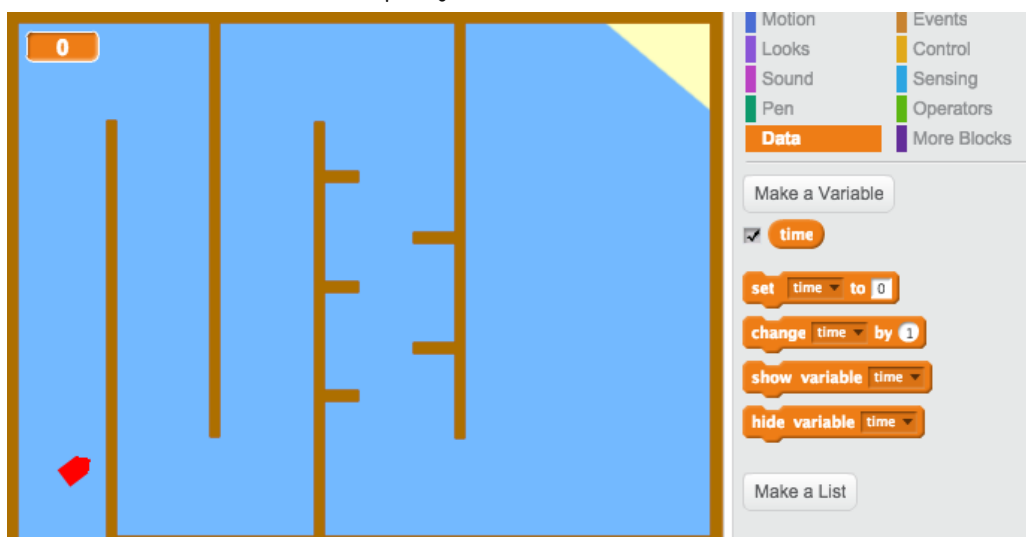 0
Motion
Events
Looks
Control
Sound
Sensing
Pen
Operators
Data
More Blocks
Make a Variable
time
set time to 0
change time by 1
show variable time
hide variable time
Make a List